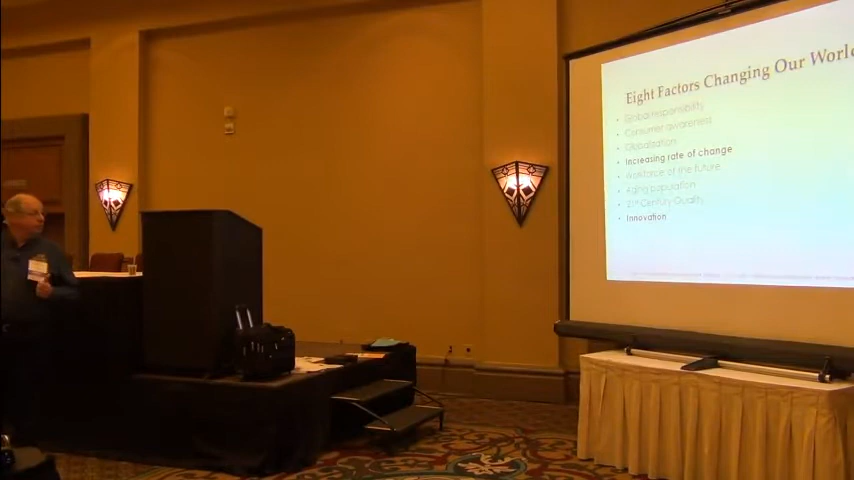 Eight Factors Changing Our World
Global responsibility
Consumer awareness
Globalization
Increasing rate of change
Workforce of the future
Aging population
21st Century Quality
Innovation